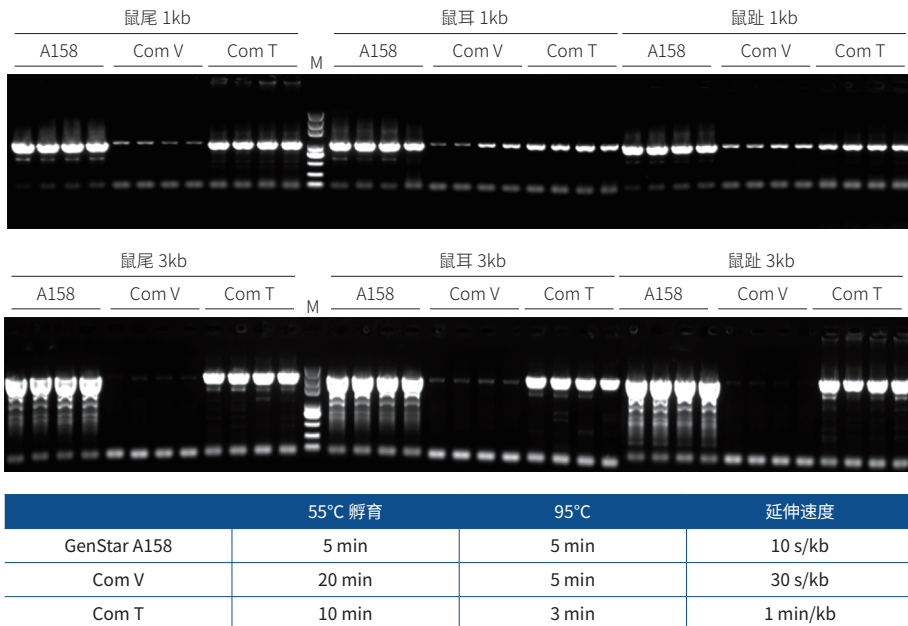 鼠尾 1kb 鼠耳 1kb 鼠趾 1kb
A158 Com V Com T M A158 Com V Com T A158 Com V Com T
鼠尾 3kb 鼠耳 3kb 鼠趾 3kb
A158 Com V Com T M A158 Com V Com T A158 Com V Com T
55°C 孵育 95°C 延伸速度
GenStar A158 5 min 5 min 10 s/kb
Com V 20 min 5 min 30 s/kb
Com T 10 min 3 min 1 min/kb